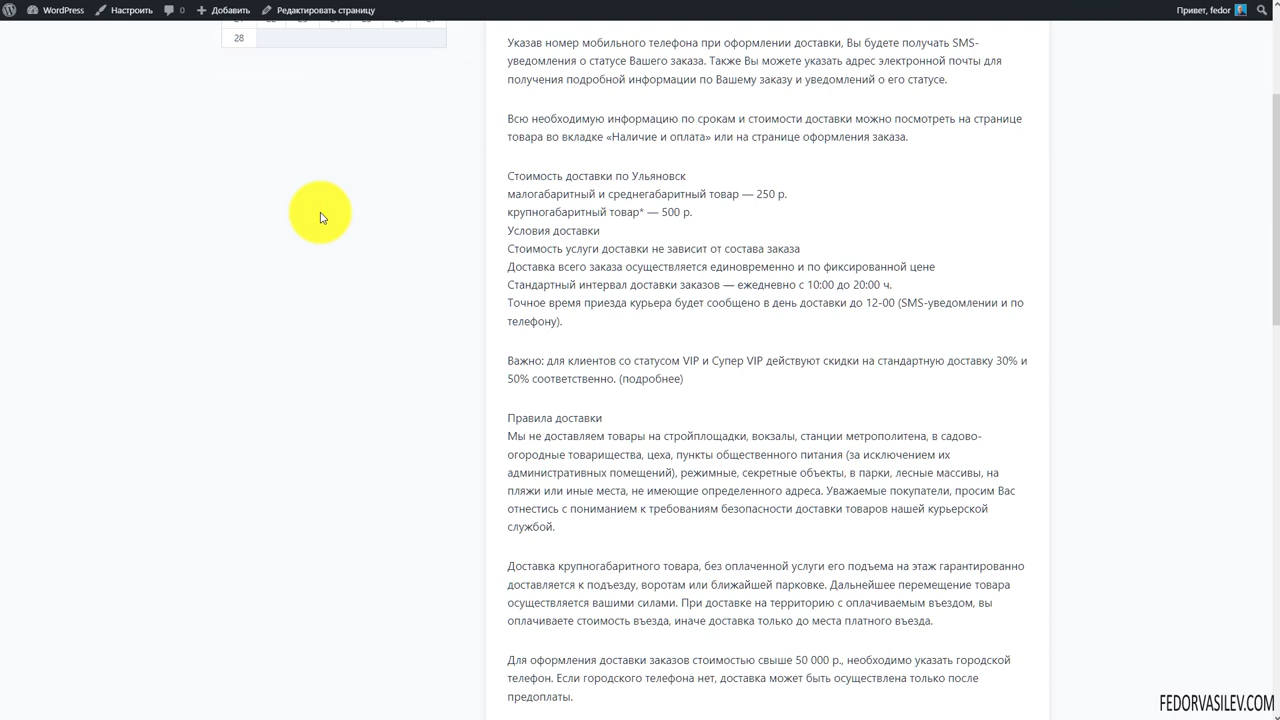 WordPress Настроить 0 Добавить Редактировать страницу Привет, fedor
28
Указав номер мобильного телефона при оформлении доставки, Вы будете получать SMS-
уведомления о статусе Вашего заказа. Также Вы можете указать адрес электронной почты для
получения подробной информации по Вашему заказу и уведомлений о его статусе.
Всю необходимую информацию по срокам и стоимости доставки можно посмотреть на странице
товара во вкладке «Наличие и оплата» или на странице оформления заказа.
Стоимость доставки по Ульяновск
малогабаритный и среднегабаритный товар — 250 р.
крупногабаритный товар* — 500 р.
Условия доставки
Стоимость услуги доставки не зависит от состава заказа
Доставка всего заказа осуществляется единовременно и по фиксированной цене
Стандартный интервал доставки заказов — ежедневно с 10:00 до 20:00 ч.
Точное время приезда курьера будет сообщено в день доставки до 12-00 (SMS-уведомлении и по
телефону).
Важно: для клиентов со статусом VIP и Супер VIP действуют скидки на стандартную доставку 30% и
50% соответственно. (подробнее)
Правила доставки
Мы не доставляем товары на стройплощадки, вокзалы, станции метрополитена, в садово-
огородные товарищества, цеха, пункты общественного питания (за исключением их
административных помещений), режимные, секретные объекты, в парки, лесные массивы, на
пляжи или иные места, не имеющие определенного адреса. Уважаемые покупатели, просим Вас
отнестись с пониманием к требованиям безопасности доставки товаров нашей курьерской
службой.
Доставка крупногабаритного товара, без оплаченной услуги его подъема на этаж гарантированно
доставляется к подъезду, воротам или ближайшей парковке. Дальнейшее перемещение товара
осуществляется вашими силами. При доставке на территорию с оплачиваемым въездом, вы
оплачиваете стоимость въезда, иначе доставка только до места платного въезда.
Для оформления доставки заказов стоимостью свыше 50 000 р., необходимо указать городской
телефон. Если городского телефона нет, доставка может быть осуществлена только после
предоплаты.
FEDORVASILEV.COM